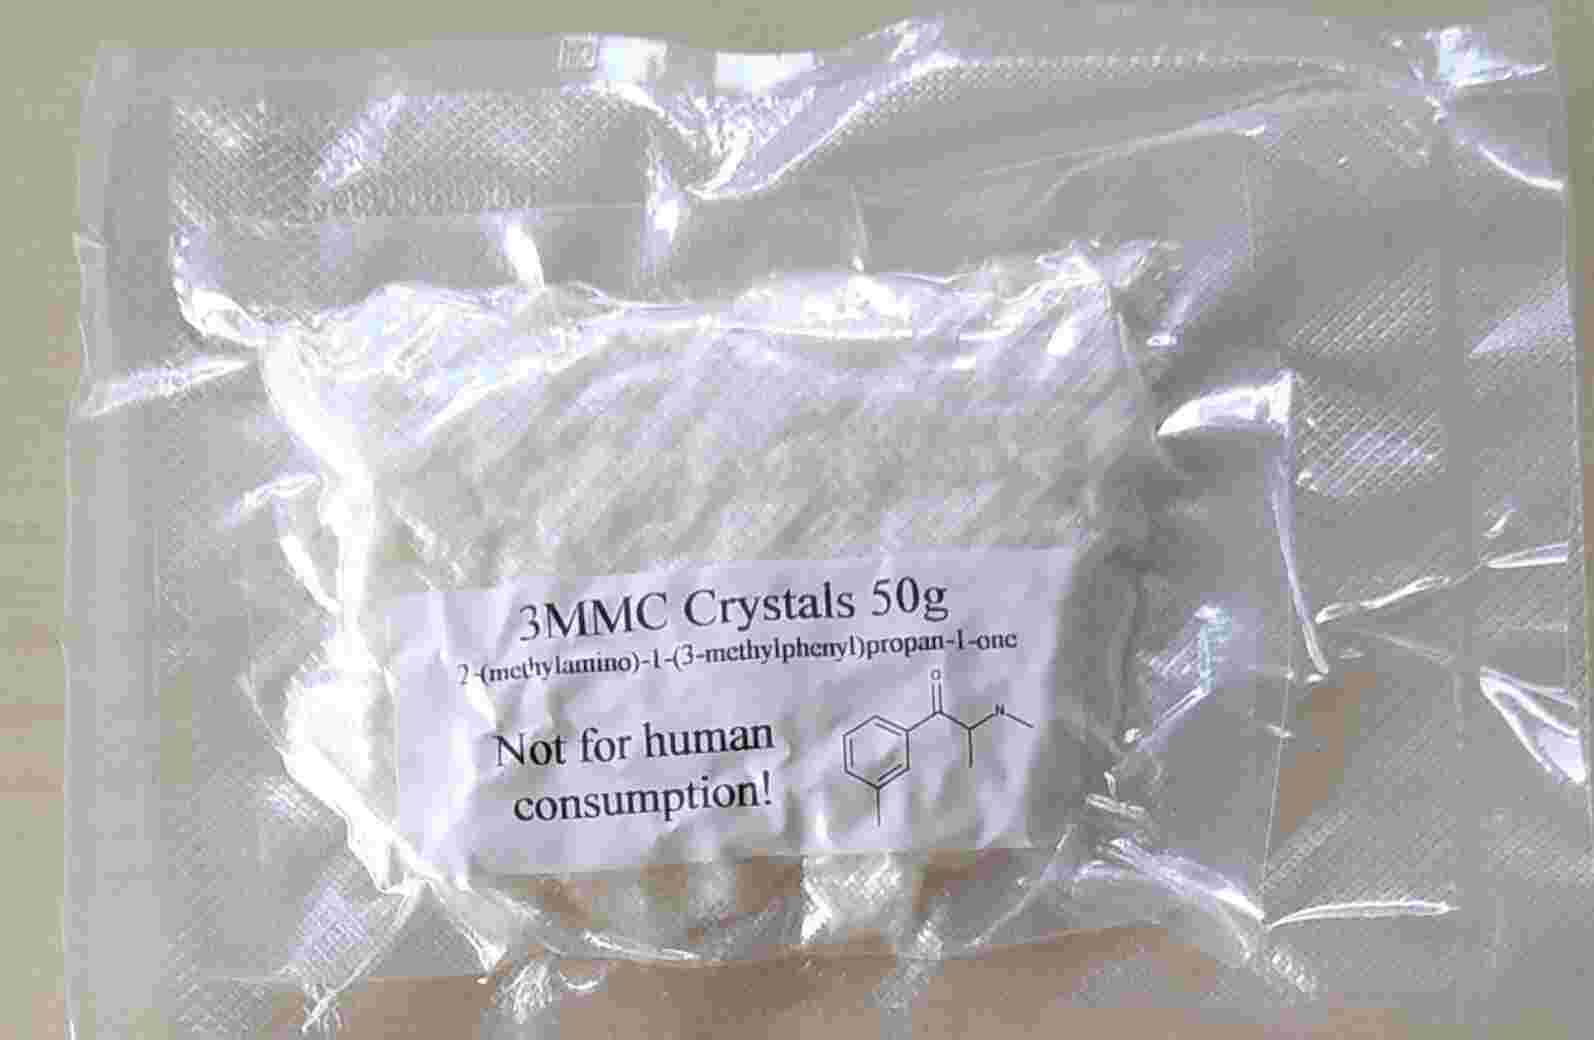 3MMC Crystals 50g
2-(methylamino)-1-(3-methylphenyl)propan-1-one
Not for human
consumption!
O
N